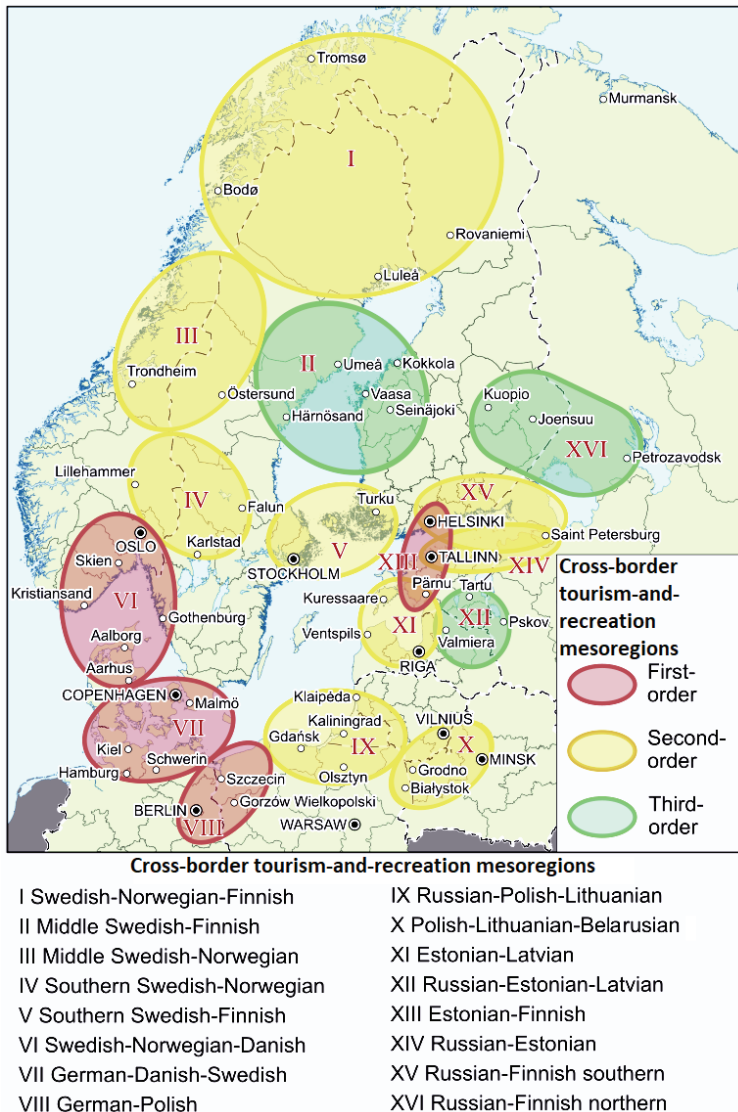 Tromsø
Murmansk
I
Bodø
Rovaniemi
Luleå
III
II
Umeå
Kokkola
Trondheim
Östersund
Vaasa
Kuopio
Härnösand
Seinäjoki
Joensuu
XVI
Petrozavodsk
Lillehammer
IV
Falun
Turku
XV
HELSINKI
OSLO
Karlstad
V
Saint Petersburg
Skien
STOCKHOLM
XIII
TALLINN
XIV
Kristiansand
VI
Gothenburg
Kuressaare
Pärnu
Tartu
XII
Pskov
Ventspils
XI
Valmiera
Aalborg
RIGA
Aarhus
COPENHAGEN
Malmö
Klaipėda
VII
Kaliningrad
VILNIUS
Kiel
Gdańsk
IX
X
MINSK
Schwerin
Hamburg
Szczecin
Olsztyn
Grodno
Białystok
BERLIN
Gorzów Wielkopolski
VIII
WARSAW
Cross-border
tourism-and-
recreation
mesoregions
First-
order
Second-
order
Third-
order
Cross-border tourism-and-recreation mesoregions
I Swedish-Norwegian-Finnish
II Middle Swedish-Finnish
III Middle Swedish-Norwegian
IV Southern Swedish-Norwegian
V Southern Swedish-Finnish
VI Swedish-Norwegian-Danish
VII German-Danish-Swedish
VIII German-Polish
IX Russian-Polish-Lithuanian
X Polish-Lithuanian-Belarusian
XI Estonian-Latvian
XII Russian-Estonian-Latvian
XIII Estonian-Finnish
XIV Russian-Estonian
XV Russian-Finnish southern
XVI Russian-Finnish northern